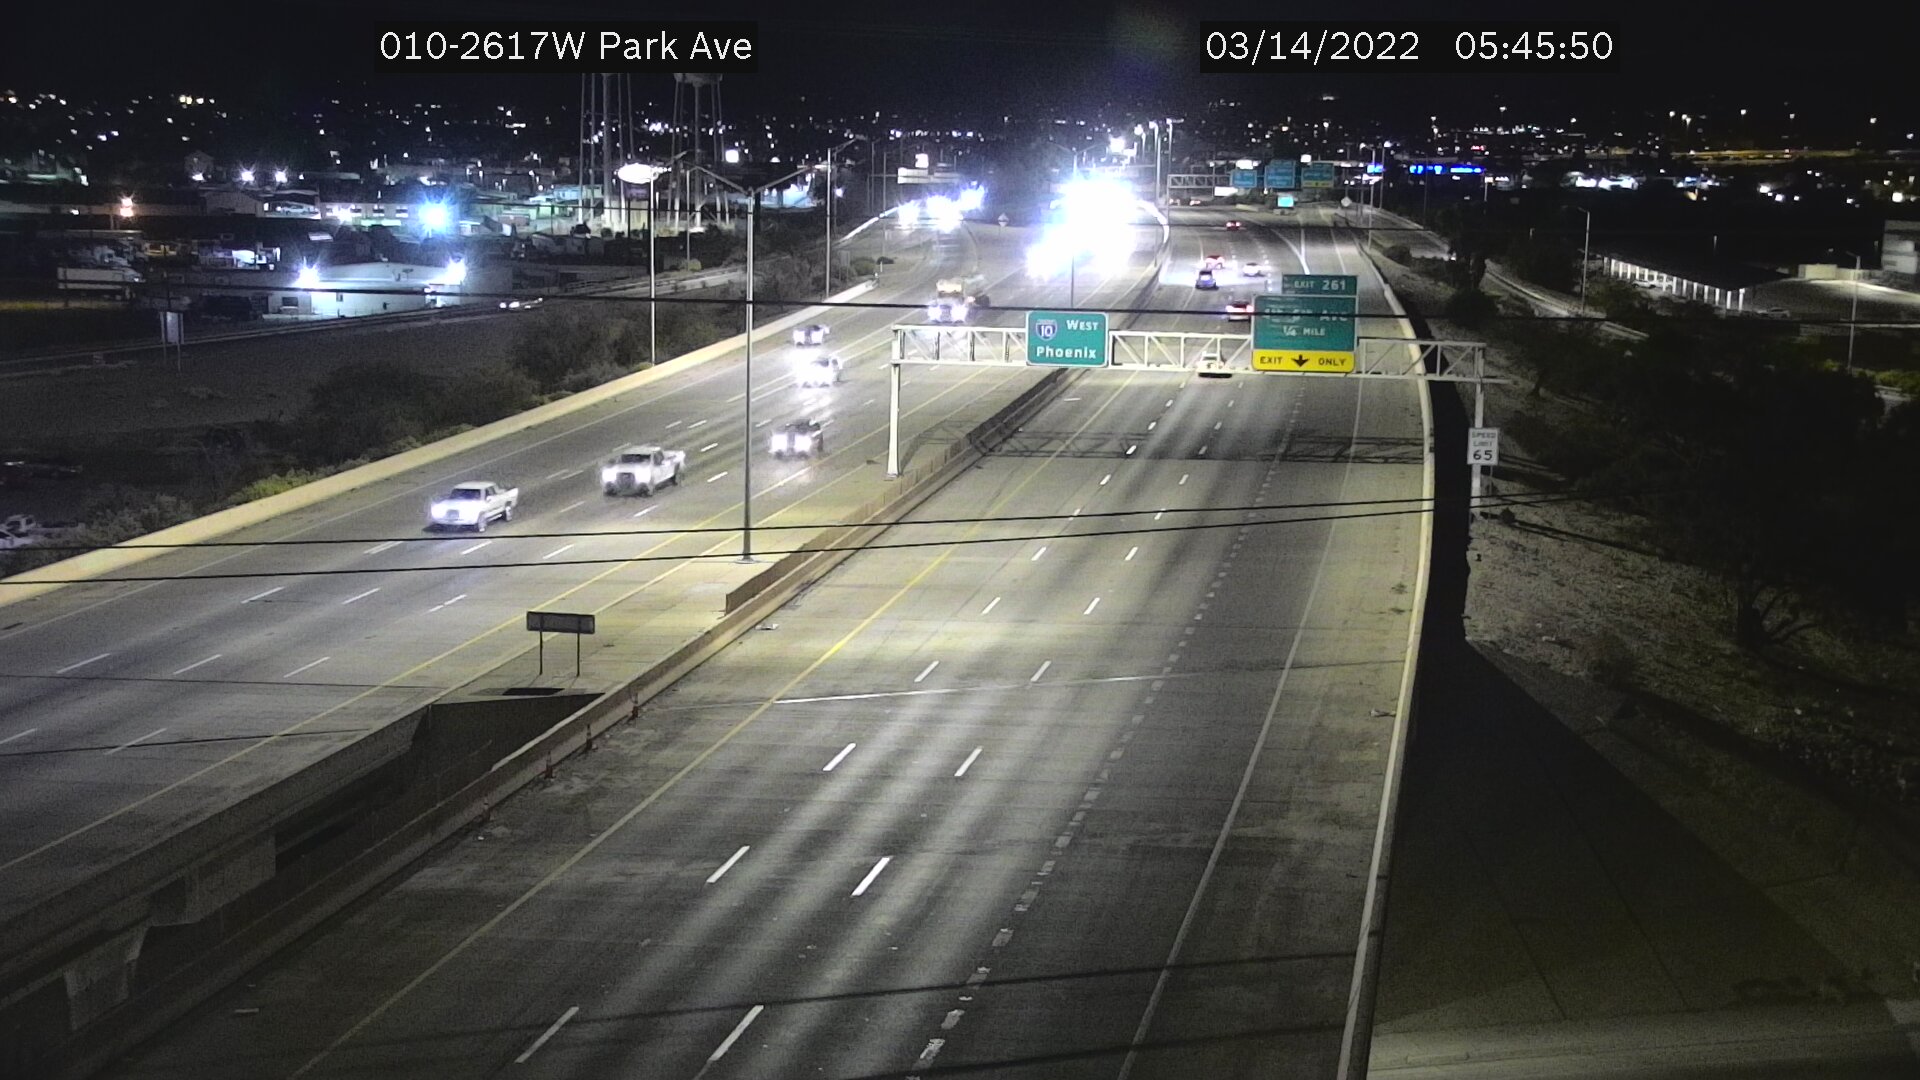 010-2617W Park Ave
03/14/2022 05:45:50
EXIT 261
10 WEST
Phoenix
AVE
1/4 MILE
EXIT ONLY
SPEED
LIMIT
65